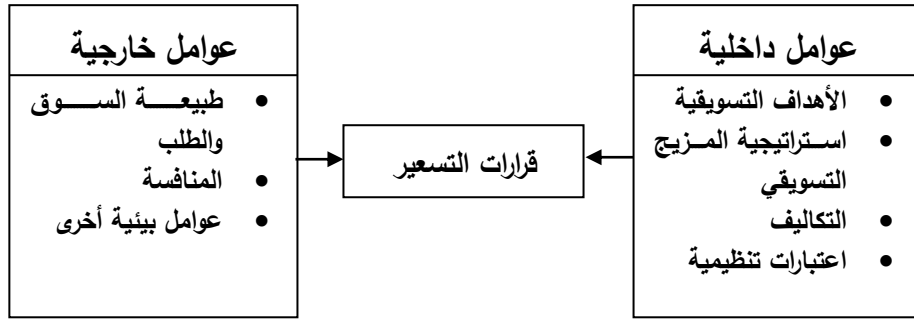 عوامل داخلية
• الأهداف التسويقية
• استراتيجية المزيج
التسويقي
• التكاليف
• اعتبارات تنظيمية
قرارات التسعير
عوامل خارجية
• طبيعة السوق
والطلب
• المنافسة
• عوامل بيئية أخرى